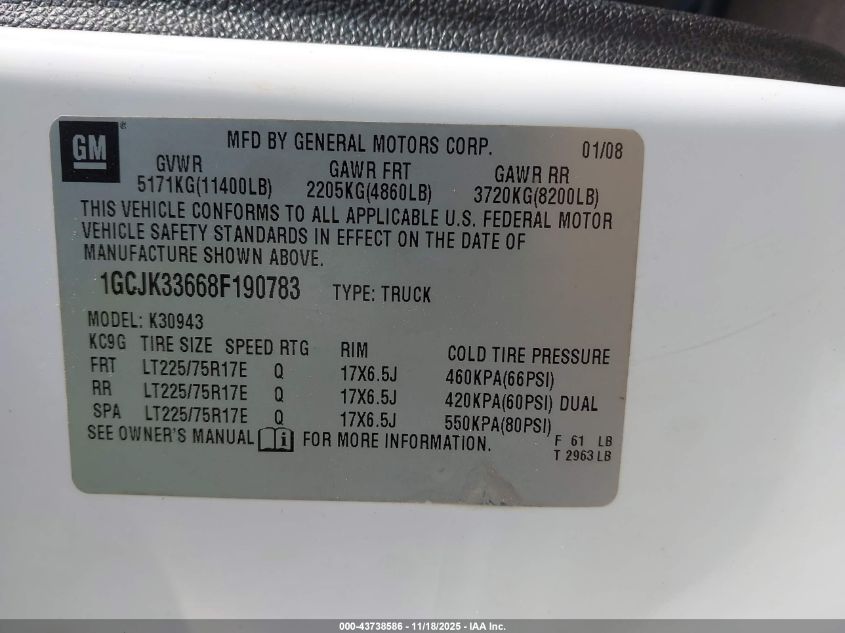 GM
MFD BY GENERAL MOTORS CORP. 01/08
GVWR GAWR FRT GAWR RR
5171KG(11400LB) 2205KG(4860LB) 3720KG(8200LB)
THIS VEHICLE CONFORMS TO ALL APPLICABLE U.S. FEDERAL MOTOR
VEHICLE SAFETY STANDARDS IN EFFECT ON THE DATE OF
MANUFACTURE SHOWN ABOVE.
1GCJK33668F190783 TYPE: TRUCK
MODEL: K30943
KC9G TIRE SIZE SPEED RTG RIM COLD TIRE PRESSURE
FRT LT225/75R17E Q 17X6.5J 460KPA(66PSI)
RR LT225/75R17E Q 17X6.5J 420KPA(60PSI) DUAL
SPA LT225/75R17E Q 17X6.5J 550KPA(80PSI)
SEE OWNER'S MANUAL FOR MORE INFORMATION.
F 61 LB
T 2963 LB
000-43738586 - 11/18/2025 - IAA Inc.